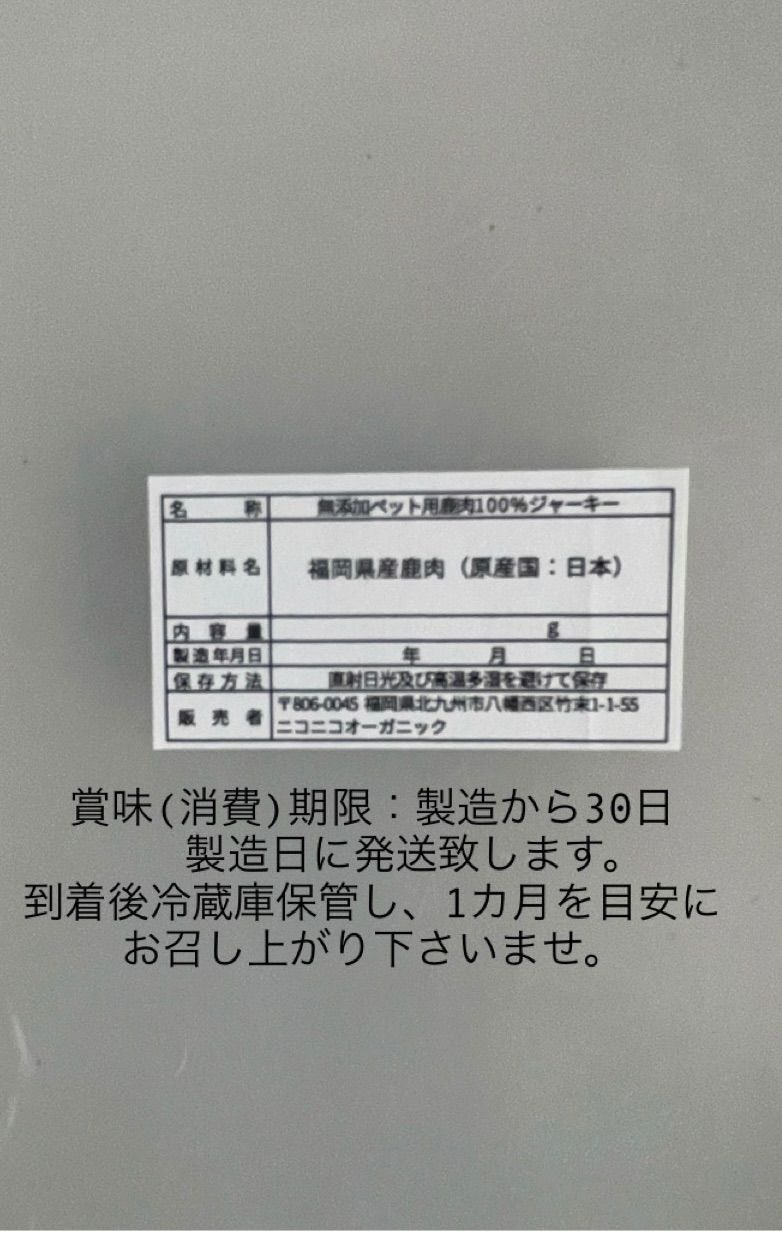 名称 無添加ペット用鹿肉100%ジャーキー
原材料名 福岡県産鹿肉（原産国：日本）
内容量 g
製造年月日 年 月 日
保存方法 直射日光及び高温多湿を避けて保存
販売者 〒806-0045 福岡県北九州市八幡西区竹末1-1-55
ニコニコオーガニック
賞味(消費)期限：製造から30日
製造日に発送致します。
到着後冷蔵庫保管し、1カ月を目安に
お召し上がり下さいませ。